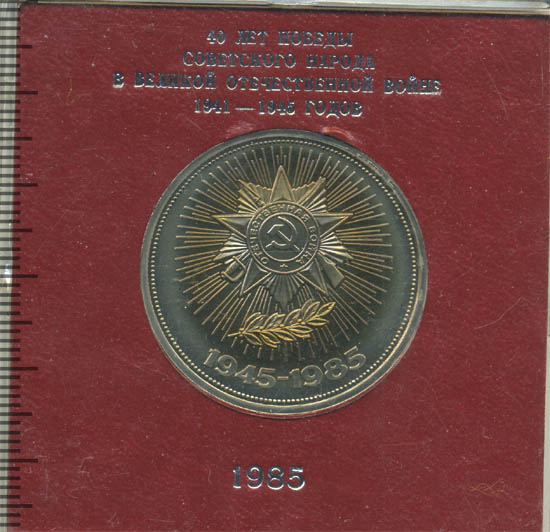 40 ЛЕТ ПОБЕДЫ
СОВЕТСКОГО НАРОДА
В ВЕЛИКОЙ ОТЕЧЕСТВЕННОЙ ВОЙНЕ
1941 — 1945 ГОДОВ
ОТЕЧЕСТВЕННАЯ ВОЙНА
1945-1985
1985